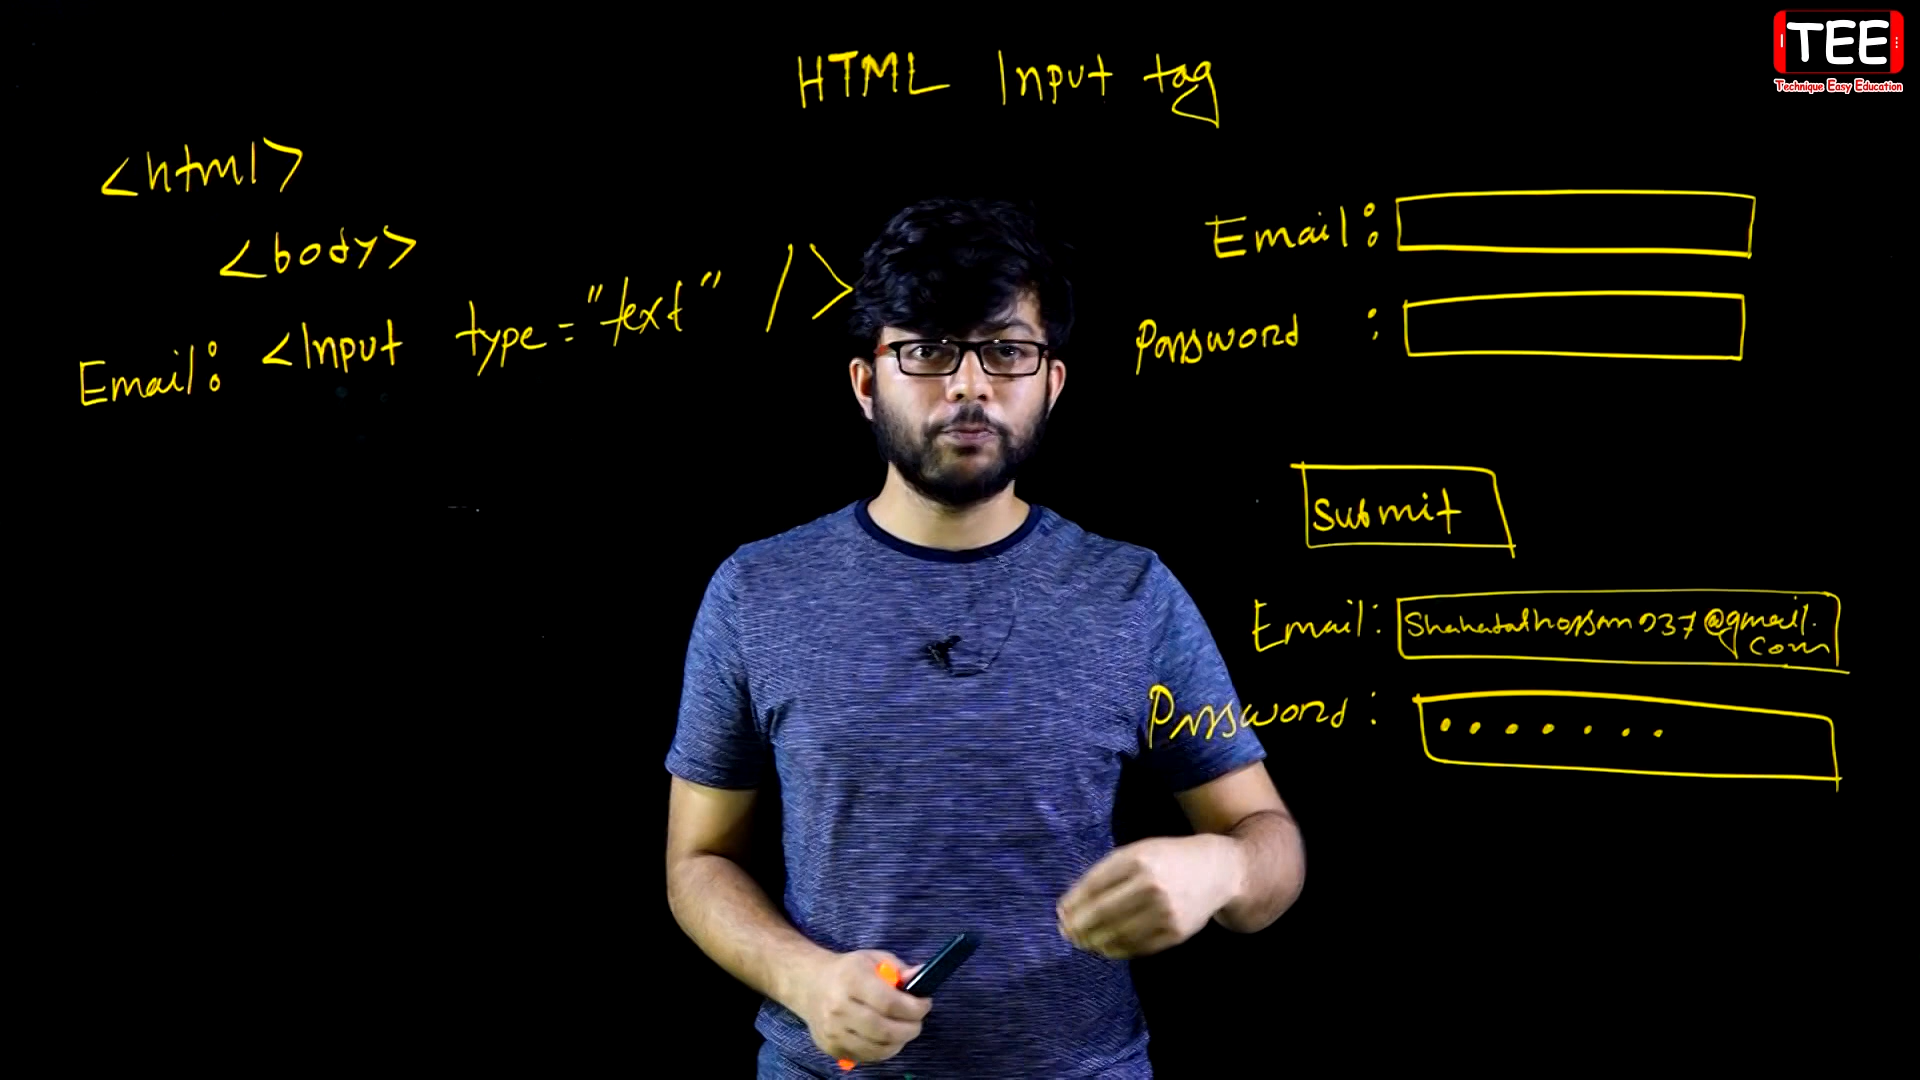 TEE
Technique Easy Education
HTML Input tag
<html>
<body>
Email: <Input type="text" />
Email:
Password :
Submit
Email:
@gmail.
com
Password : .......